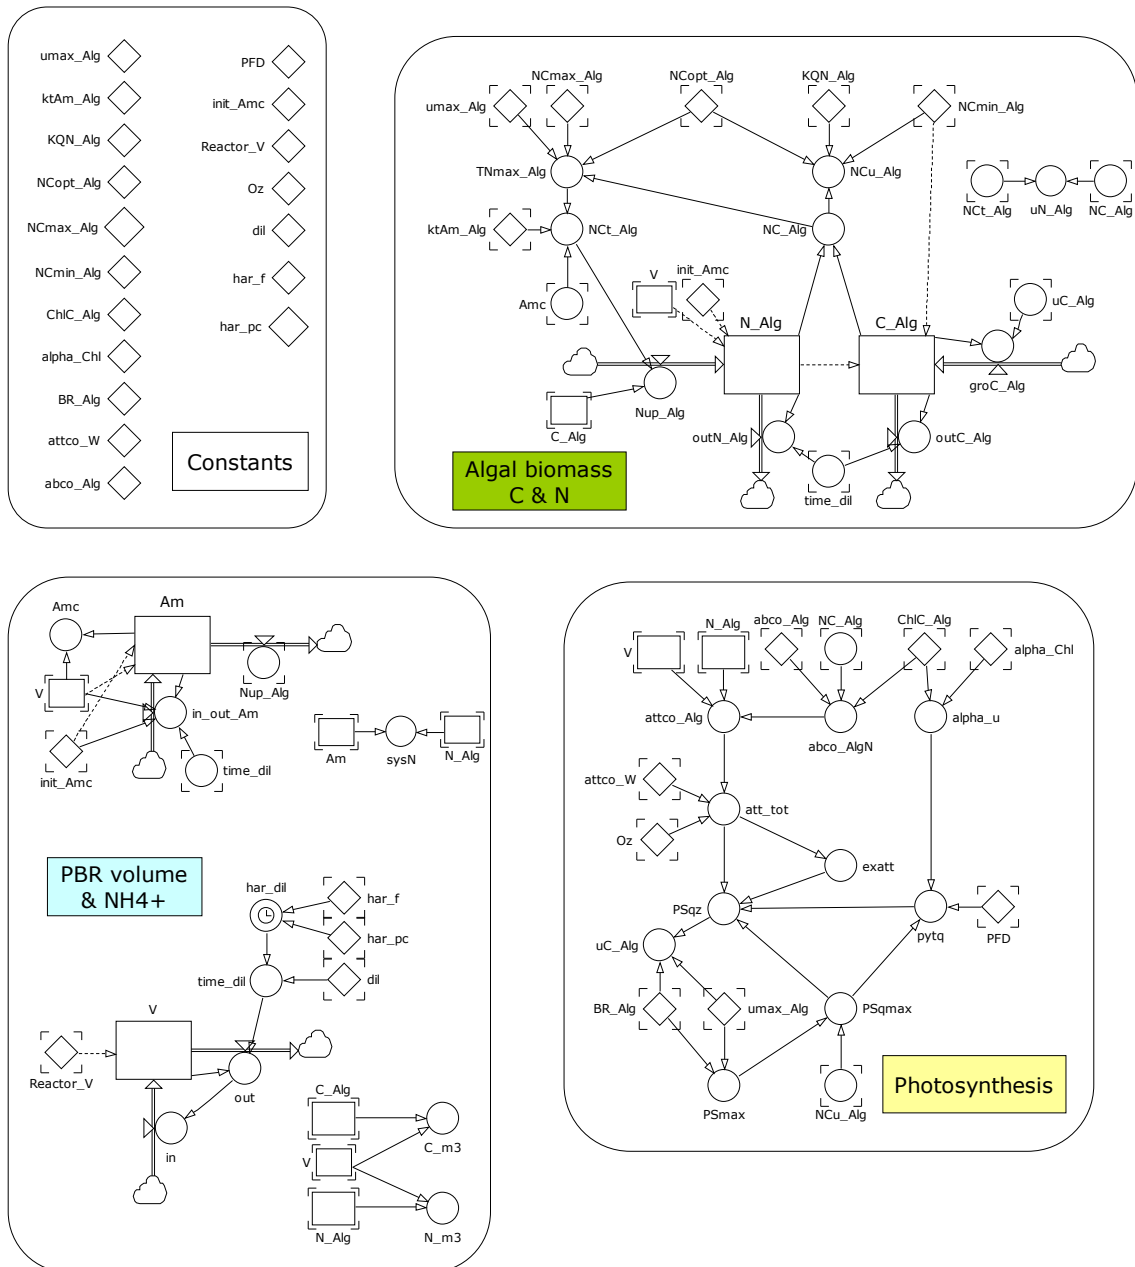 umax_Alg
ktAm_Alg
KQN_Alg
NCopt_Alg
NCmax_Alg
NCmin_Alg
ChlC_Alg
alpha_Chl
BR_Alg
attco_W
abco_Alg
PFD
init_Amc
Reactor_V
Oz
dil
har_f
har_pc
Constants
NCmax_Alg
NCopt_Alg
KQN_Alg
umax_Alg
NCmin_Alg
TNmax_Alg
NCu_Alg
NCt_Alg
uN_Alg
NC_Alg
ktAm_Alg
NCt_Alg
NC_Alg
V
init_Amc
Amc
uC_Alg
N_Alg
C_Alg
Nup_Alg
groC_Alg
C_Alg
outN_Alg
outC_Alg
time_dil
Algal biomass
C & N
Amc
Am
V
Nup_Alg
in_out_Am
init_Amc
time_dil
Am
sysN
N_Alg
PBR volume
& NH4+
har_dil
har_f
har_pc
time_dil
dil
V
Reactor_V
out
in
C_Alg
C_m3
V
N_Alg
N_m3
V
N_Alg
abco_Alg
NC_Alg
ChlC_Alg
alpha_Chl
attco_Alg
abco_AlgN
alpha_u
attco_W
att_tot
Oz
exatt
PSqz
pytq
PFD
uC_Alg
BR_Alg
umax_Alg
PSqmax
PSmax
NCu_Alg
Photosynthesis